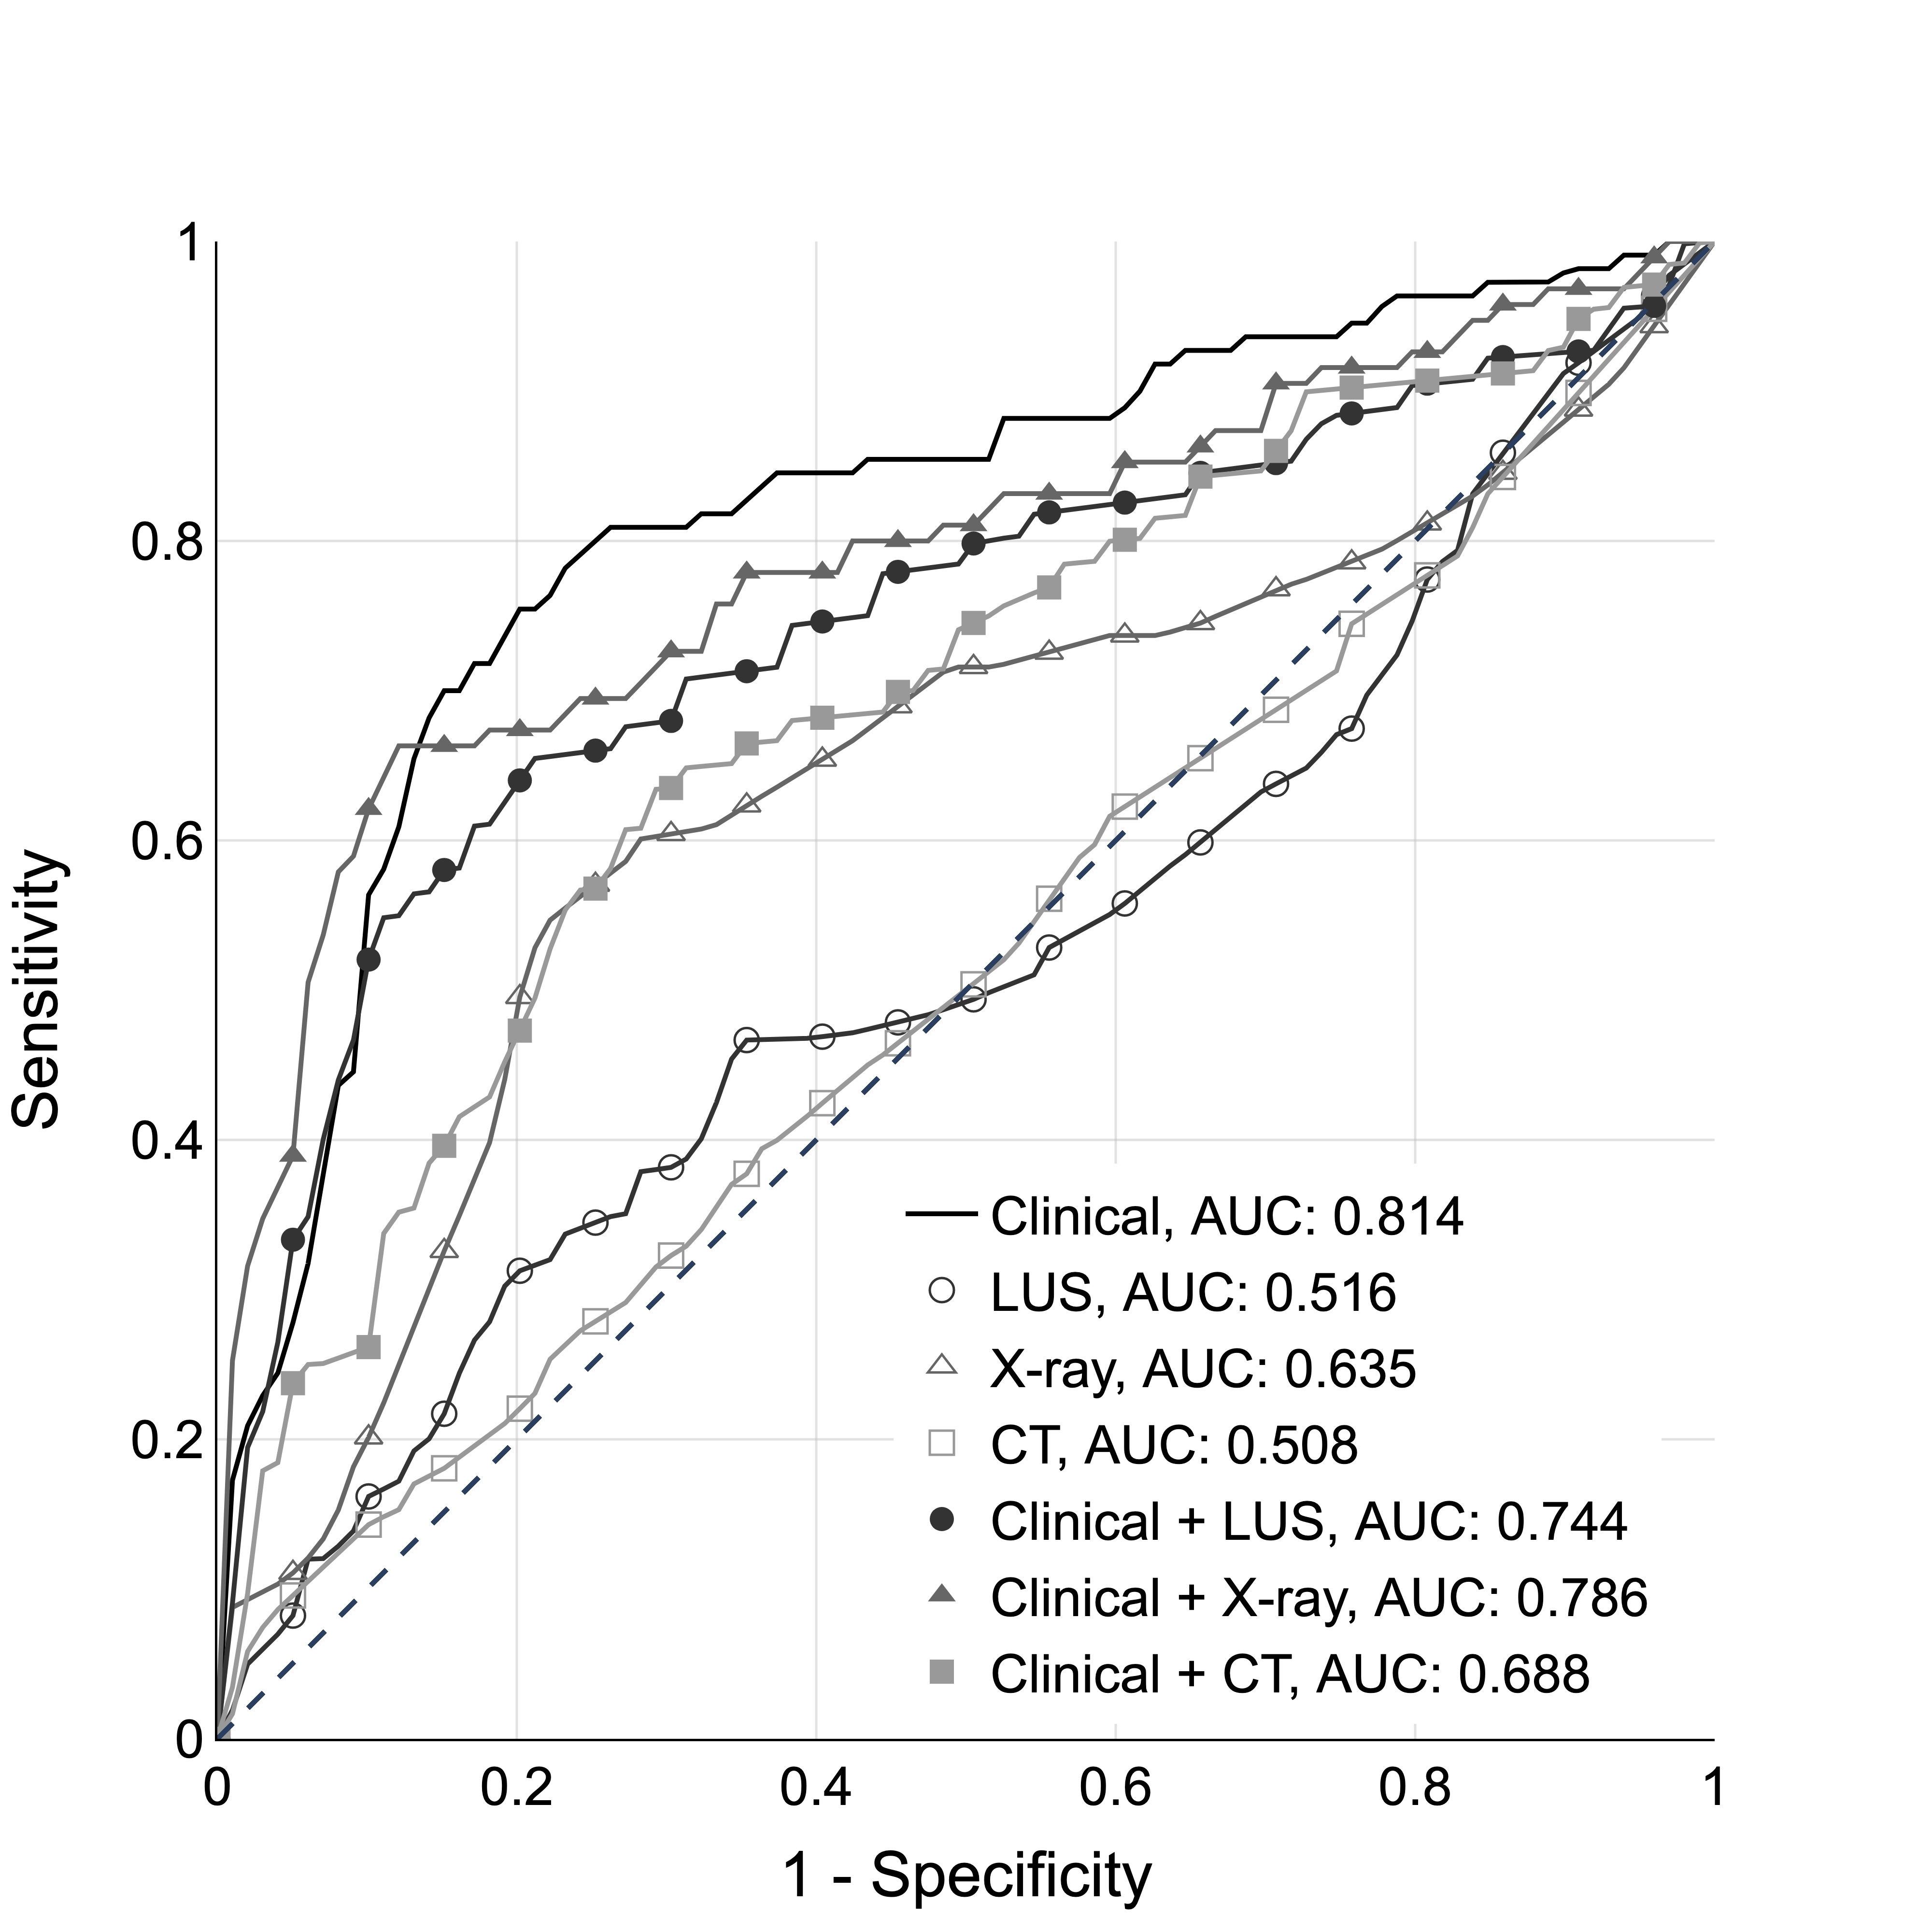 1
0.8
0.6
0.4
0.2
0
Sensitivity
Clinical, AUC: 0.814
LUS, AUC: 0.516
X-ray, AUC: 0.635
CT, AUC: 0.508
Clinical + LUS, AUC: 0.744
Clinical + X-ray, AUC: 0.786
Clinical + CT, AUC: 0.688
0 0.2 0.4 0.6 0.8 1
1 - Specificity